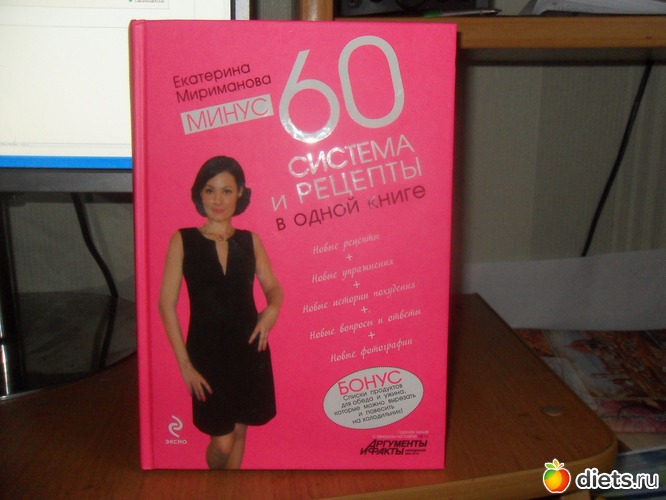 Екатерина
Мириманова
МИНУС
60
СИСТЕМА
И РЕЦЕПТЫ
В ОДНОЙ КНИГЕ
Новые рецепты
+
Новые упражнения
+
Новые истории похудения
+
Новые вопросы и ответы
+
Новые фотографии
БОНУС
Списки продуктов
для обеда и ужина,
которые можно вырезать
и повесить
на холодильник!
АРГУМЕНТЫ
И ФАКТЫ
ЭКСМО
diets.ru